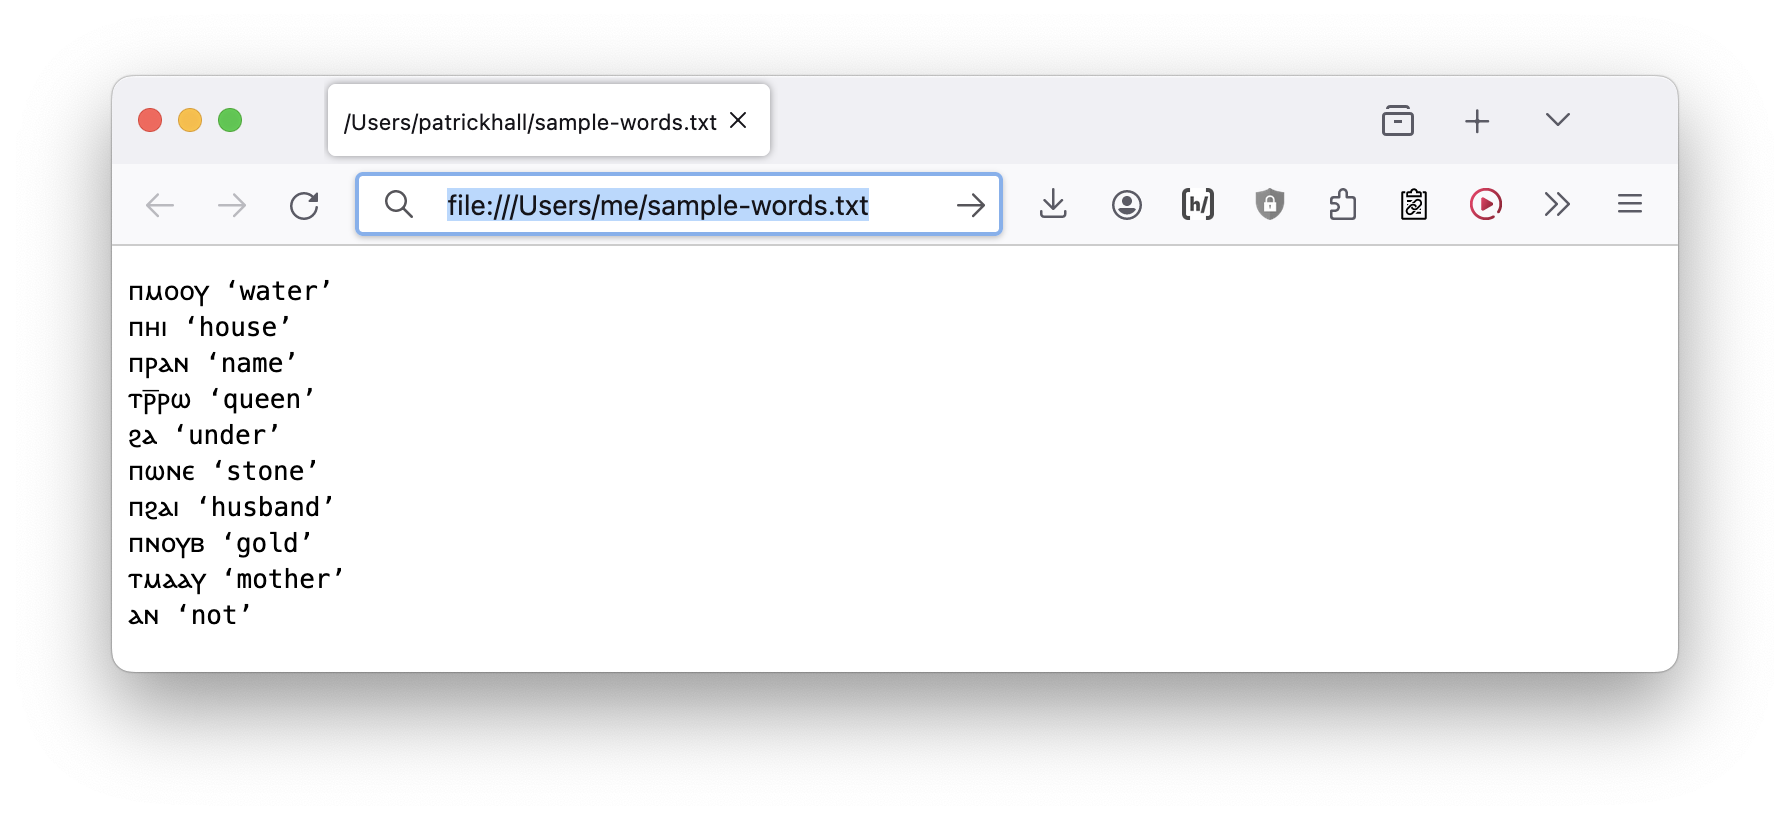 /Users/patrickhall/sample-words.txt
file:///Users/me/sample-words.txt
[h/]
ⲡⲙⲟⲟⲩ ‘water’
ⲡⲏⲓ ‘house’
ⲡⲣⲁⲛ ‘name’
ⲧⲣ̅ⲣⲱ ‘queen’
ϩⲁ ‘under’
ⲡⲱⲛⲉ ‘stone’
ⲡϩⲁⲓ ‘husband’
ⲡⲛⲟⲩⲃ ‘gold’
ⲧⲙⲁⲁⲩ ‘mother’
ⲁⲛ ‘not’